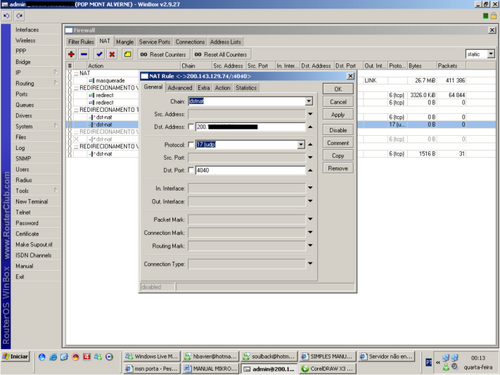 admin (POP MONT ALVERNE) - WinBox v2.9.27
Interfaces
Wireless
PPP
Bridge
IP
Routing
Ports
Queues
Drivers
System
Files
Log
SNMP
Users
Radius
Tools
New Terminal
Telnet
Password
Certificate
Make Supout.rif
ISDN Channels
Manual
Exit
RouterOS WinBox www.RouterClub.com
Firewall
Filter Rules NAT Mangle Service Ports Connections Address Lists
Reset Counters 00 Reset All Counters static
# Action Chain Src. Address Src. Port In. Inter... Dst. Address Dst. Port Out. Int... Proto... Bytes Packets
;;; NAT
masquerade LINK 26.7 MiB 411 386
;;; REDIRECIONAMENTO
redirect 6 (tcp) 3326.0 KiB 64 844
redirect 6 (tcp) 0 B 0
;;; REDIRECIONAMENTO
dst-nat 6 (tcp) 0 B 0
dst-nat 17 (u... 0 B 0
;;; REDIRECIONAMENTO
dst-nat 6 (tcp) 0 B 0
;;; REDIRECIONAMENTO
dst-nat 6 (tcp) 1516 B 31
NAT Rule <->200.143.129.74/:4040>
General Advanced Extra Action Statistics
Chain: dstnat
Src. Address:
Dst. Address: 200.
Protocol: 17 (udp)
Src. Port:
Dst. Port: 4040
In. Interface:
Out. Interface:
Packet Mark:
Connection Mark:
Routing Mark:
Connection Type:
OK
Cancel
Apply
Disable
Comment
Copy
Remove
disabled
Iniciar
Windows Live M...
hbavier@hotma...
soulback@hotma...
SIMPLES MANU...
Servidor não en...
msn porta - Pes...
MANUAL MIKRO...
admin@200.1...
CorelDRAW X3 ...
PT
00:13
quarta-feira